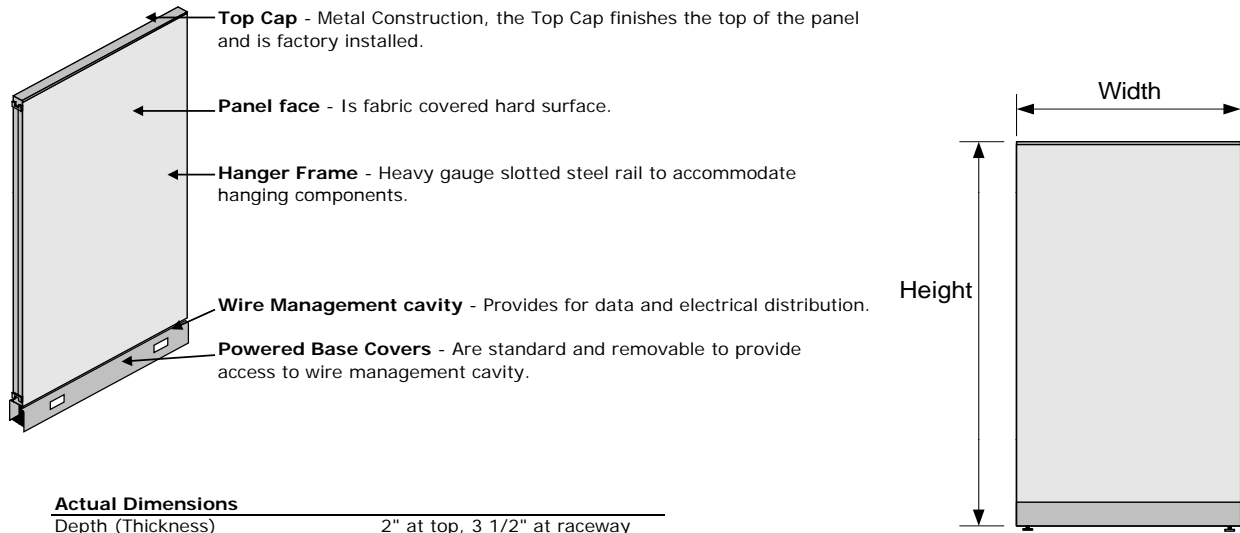 Top Cap - Metal Construction, the Top Cap finishes the top of the panel
and is factory installed.
Panel face - Is fabric covered hard surface.
Hanger Frame - Heavy gauge slotted steel rail to accommodate
hanging components.
Wire Management cavity - Provides for data and electrical distribution.
Powered Base Covers - Are standard and removable to provide
access to wire management cavity.
Width
Height
Actual Dimensions
Depth (Thickness) 2" at top, 3 1/2" at raceway